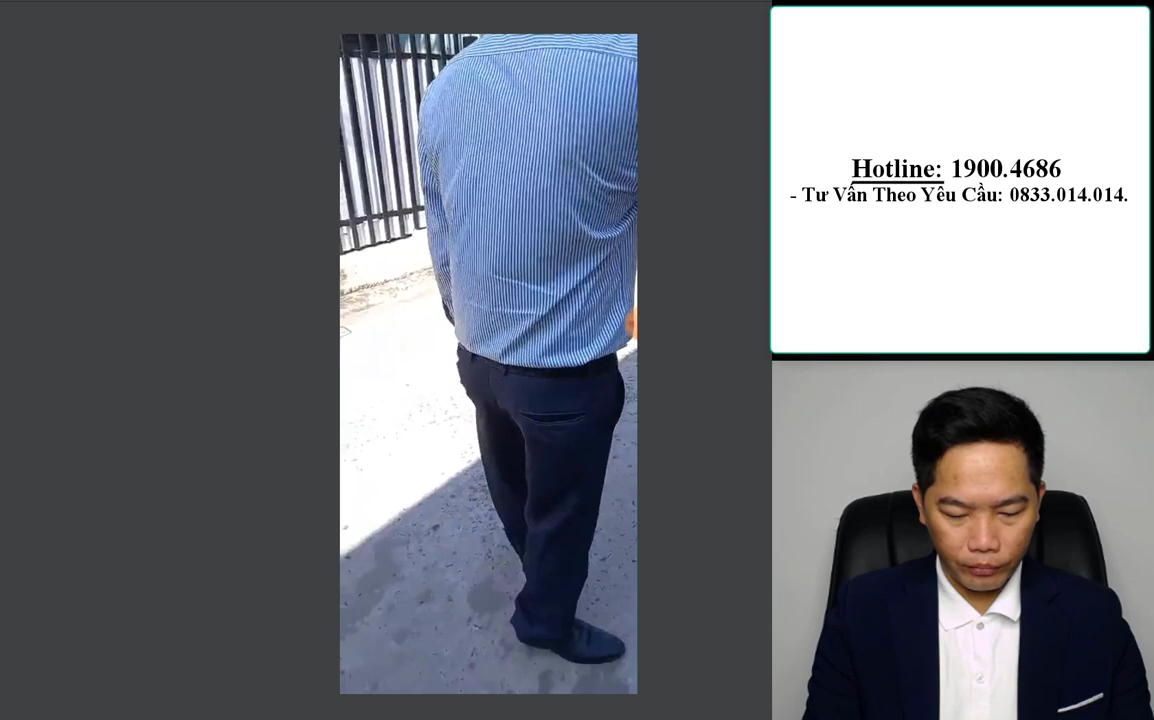 Hotline: 1900.4686
- Tư Vấn Theo Yêu Cầu: 0833.014.014.